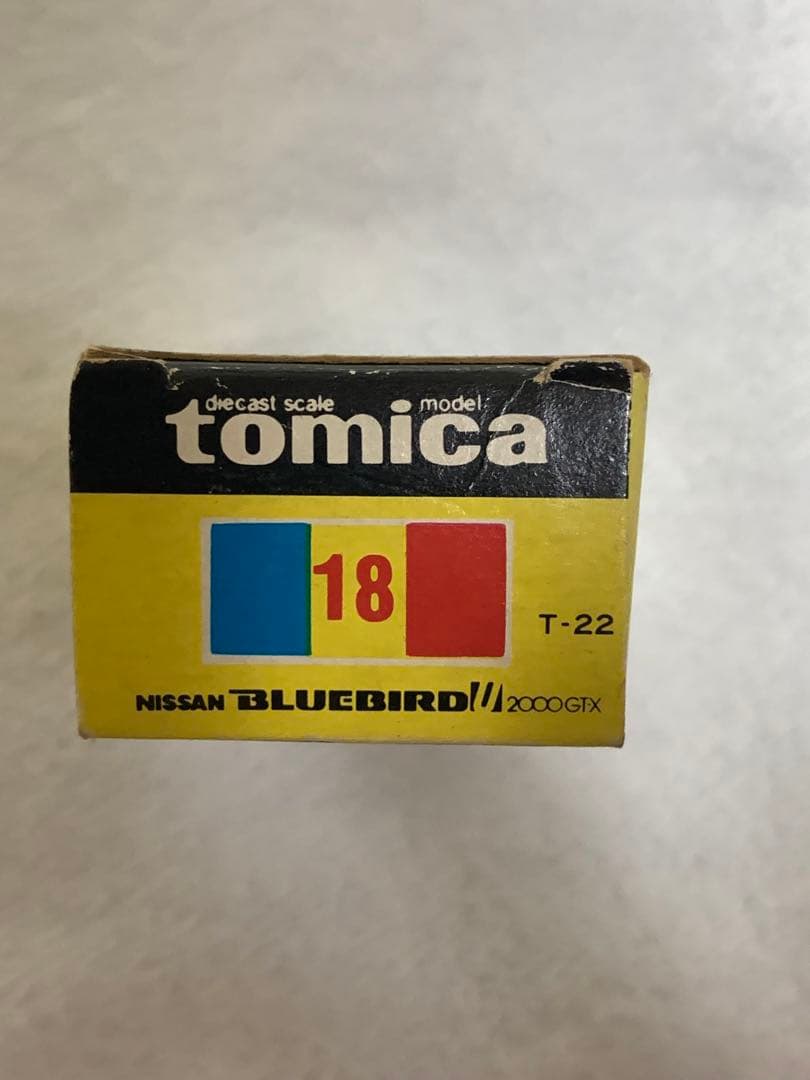 diecast scale model
tomica
18
T-22
NISSAN BLUEBIRD U 2000GT-X